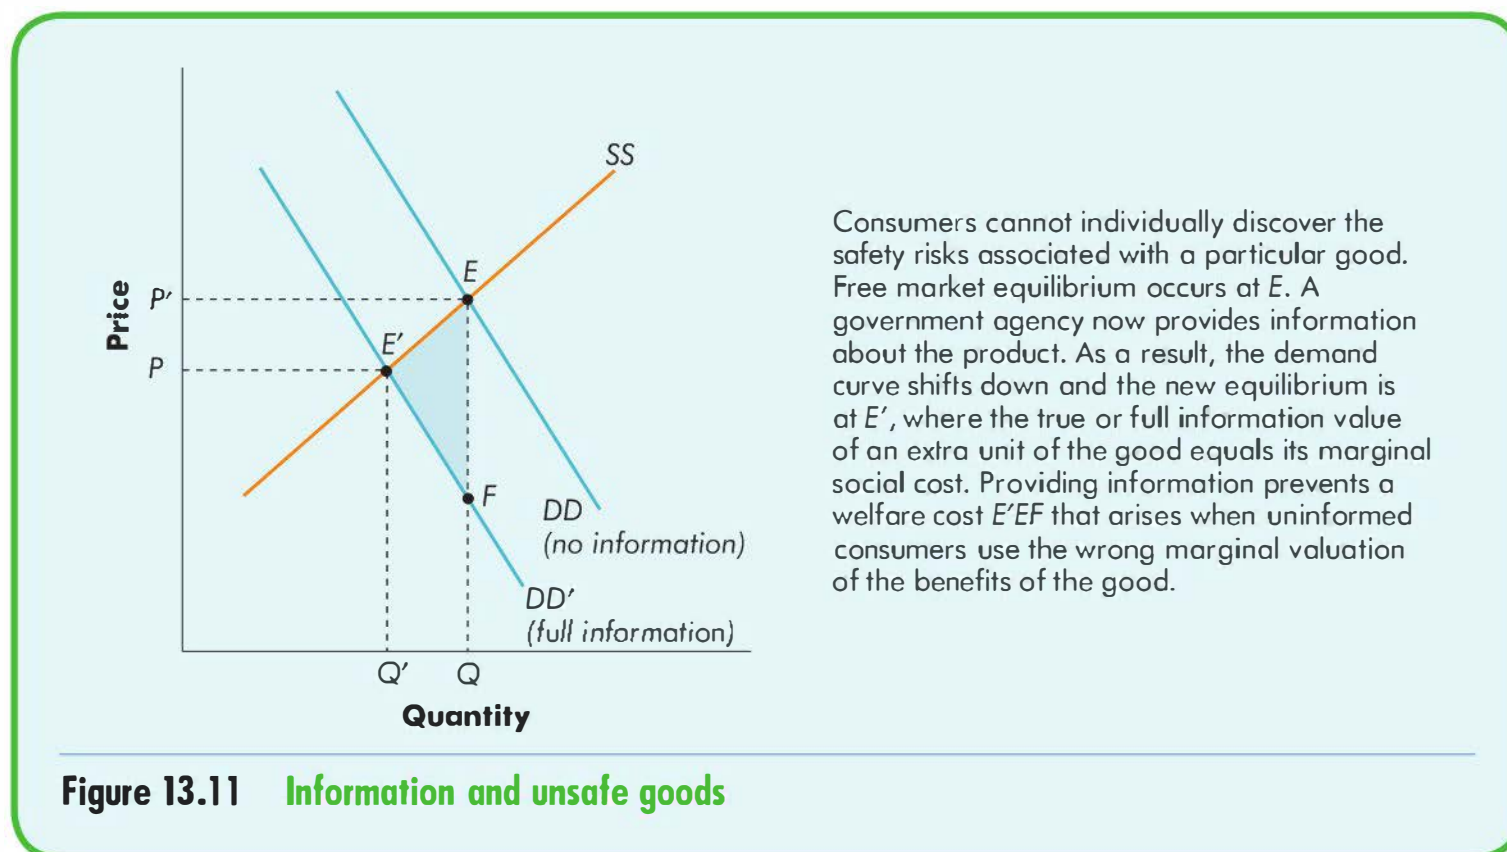 SS
E
P′
Price
E′
P
F
DD
(no information)
DD′
(full information)
Q′
Q
Quantity
Consumers cannot individually discover the
safety risks associated with a particular good.
Free market equilibrium occurs at E. A
government agency now provides information
about the product. As a result, the demand
curve shifts down and the new equilibrium is
at E′, where the true or full information value
of an extra unit of the good equals its marginal
social cost. Providing information prevents a
welfare cost E′EF that arises when uninformed
consumers use the wrong marginal valuation
of the benefits of the good.
Figure 13.11 Information and unsafe goods